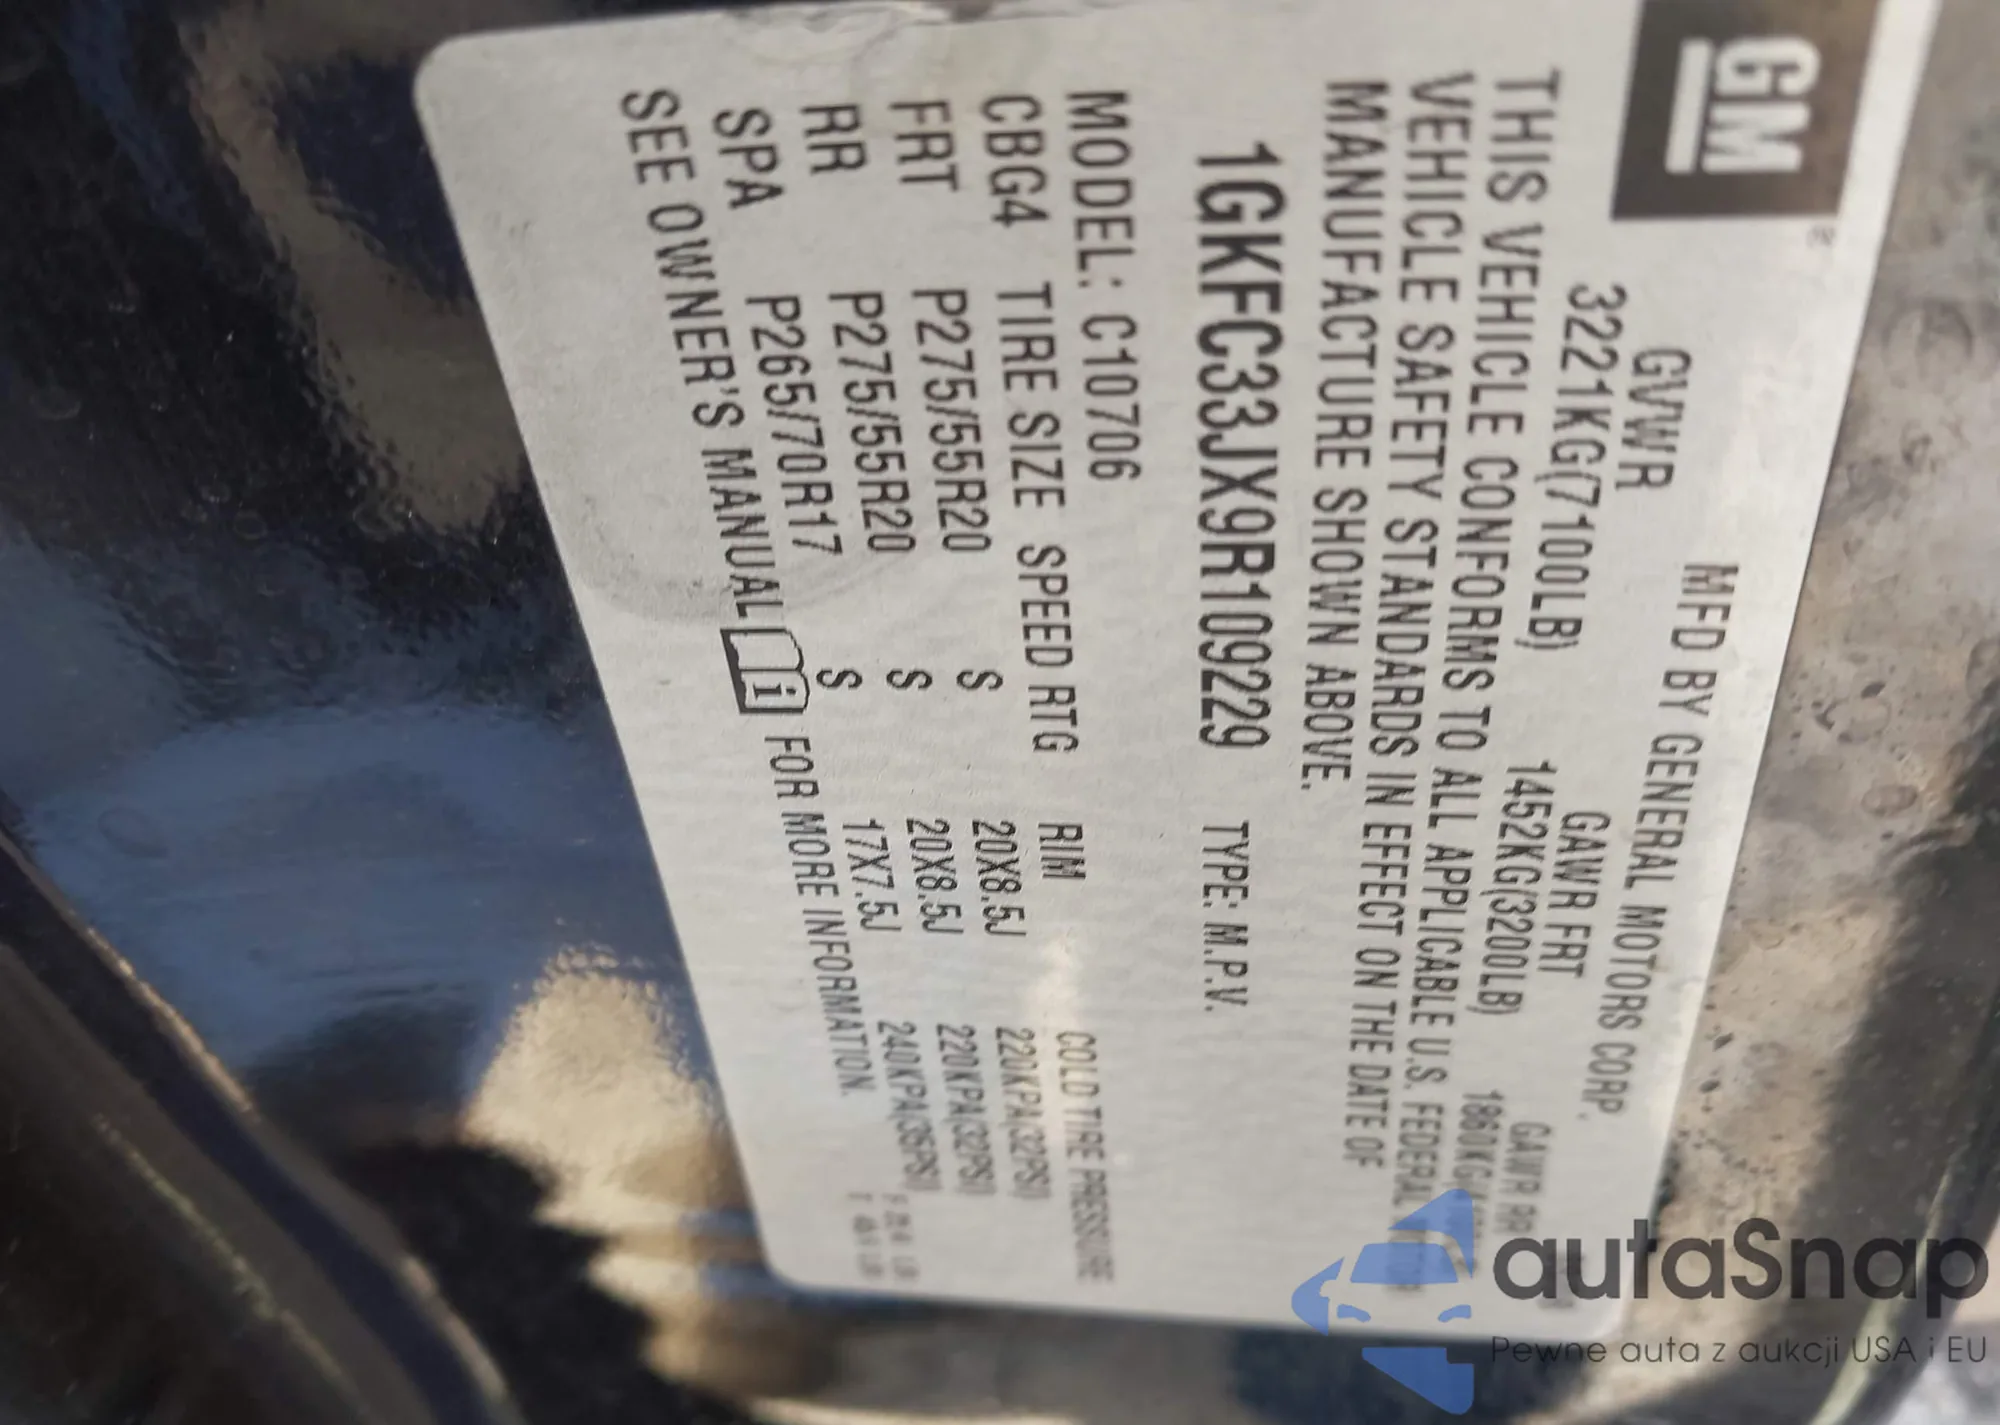 GM
MFD BY GENERAL MOTORS CORP.
GVWR GAWR FRT GAWR RR
3221KG(7100LB) 1452KG(3200LB) 1860KG
THIS VEHICLE CONFORMS TO ALL APPLICABLE U.S. FEDERAL MOTOR
VEHICLE SAFETY STANDARDS IN EFFECT ON THE DATE OF
MANUFACTURE SHOWN ABOVE.
1GKFC33JX9R109229 TYPE: M.P.V.
MODEL: C10706
CBG4 TIRE SIZE SPEED RTG RIM COLD TIRE PRESSURE
FRT P275/55R20 S 20X8.5J 220KPA(32PSI)
RR P275/55R20 S 20X8.5J 220KPA(32PSI)
SPA P265/70R17 S 17X7.5J 240KPA(35PSI)
SEE OWNER'S MANUAL i FOR MORE INFORMATION.
autaSnap
Pewne auta z aukcji USA i EU